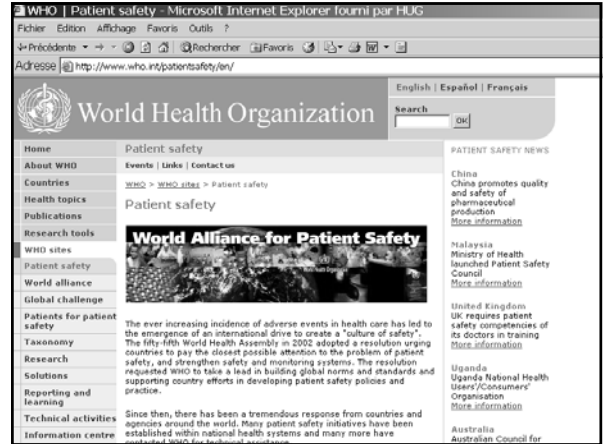 WHO | Patient safety - Microsoft Internet Explorer fourni par HUG
Fichier Edition Affichage Favoris Outils ?
Précédente Rechercher Favoris
Adresse http://www.who.int/patientsafety/en/
English | Español | Français
World Health Organization
Search
OK
Home
About WHO
Countries
Health topics
Publications
Research tools
WHO sites
Patient safety
World alliance
Global challenge
Patients for patient
safety
Taxonomy
Research
Solutions
Reporting and
learning
Technical activities
Information centre
Patient safety
Events | Links | Contact us
WHO > WHO sites > Patient safety
Patient safety
World Alliance for Patient Safety
The ever increasing incidence of adverse events in health care has led to
the emergence of an international drive to create a "culture of safety".
The fifty-fifth World Health Assembly in 2002 adopted a resolution urging
countries to pay the closest possible attention to the problem of patient
safety, and strengthen safety and monitoring systems. The resolution
requested WHO to take a lead in building global norms and standards and
supporting country efforts in developing patient safety policies and
practice.
Since then, there has been a tremendous response from countries and
agencies around the world. Many patient safety initiatives have been
established within national health systems and many more have
contacted WHO for technical assistance.
PATIENT SAFETY NEWS
China
China promotes quality
and safety of
pharmaceutical
production
More information
Malaysia
Ministry of Health
launched Patient Safety
Council
More information
United Kingdom
UK requires patient
safety competencies of
its doctors in training
More information
Uganda
Uganda National Health
Users'/Consumers'
Organisation
More information
Australia
Australian Council for